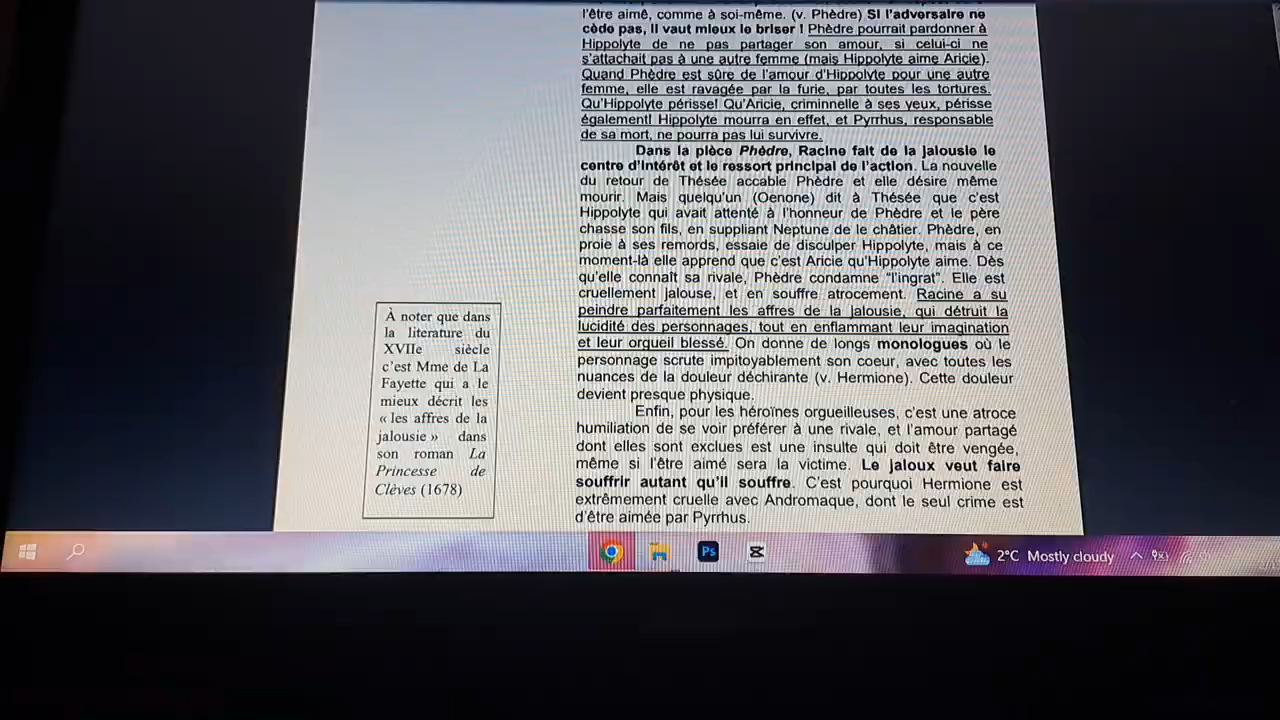 l'être aimé, comme à soi-même. (v. Phèdre) Si l'adversaire ne
cède pas, il vaut mieux le briser ! Phèdre pourrait pardonner à
Hippolyte de ne pas partager son amour, si celui-ci ne
s'attachait pas à une autre femme (mais Hippolyte aime Aricie).
Quand Phèdre est sûre de l'amour d'Hippolyte pour une autre
femme, elle est ravagée par la furie, par toutes les tortures.
Qu'Hippolyte périsse! Qu'Aricie, criminnelle à ses yeux, périsse
également! Hippolyte mourra en effet, et Pyrrhus, responsable
de sa mort, ne pourra pas lui survivre.
Dans la pièce Phèdre, Racine fait de la jalousie le
centre d'intérêt et le ressort principal de l'action. La nouvelle
du retour de Thésée accable Phèdre et elle désire même
mourir. Mais quelqu'un (Oenone) dit à Thésée que c'est
Hippolyte qui avait attenté à l'honneur de Phèdre et le père
chasse son fils, en suppliant Neptune de le châtier. Phèdre, en
proie à ses remords, essaie de disculper Hippolyte, mais à ce
moment-là elle apprend que c'est Aricie qu'Hippolyte aime. Dès
qu'elle connaît sa rivale, Phèdre condamne "l'ingrat". Elle est
cruellement jalouse, et en souffre atrocement. Racine a su
peindre parfaitement les affres de la jalousie, qui détruit la
lucidité des personnages, tout en enflammant leur imagination
et leur orgueil blessé. On donne de longs monologues où le
personnage scrute impitoyablement son coeur, avec toutes les
nuances de la douleur déchirante (v. Hermione). Cette douleur
devient presque physique.
Enfin, pour les héroïnes orgueilleuses, c'est une atroce
humiliation de se voir préférer à une rivale, et l'amour partagé
dont elles sont exclues est une insulte qui doit être vengée,
même si l'être aimé sera la victime. Le jaloux veut faire
souffrir autant qu'il souffre. C'est pourquoi Hermione est
extrêmement cruelle avec Andromaque, dont le seul crime est
d'être aimée par Pyrrhus.
À noter que dans
la literature du
XVIIe siècle
c'est Mme de La
Fayette qui a le
mieux décrit les
« les affres de la
jalousie » dans
son roman La
Princesse de
Clèves (1678)
Ps
2°C Mostly cloudy